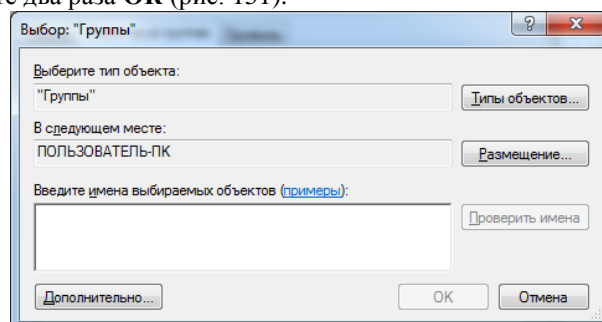 те два раза ОК (рис. 151).
Выбор: "Группы"
Выберите тип объекта:
"Группы"
Типы объектов...
В следующем месте:
ПОЛЬЗОВАТЕЛЬ-ПК
Размещение...
Введите имена выбираемых объектов (примеры):
Проверить имена
Дополнительно...
ОК
Отмена